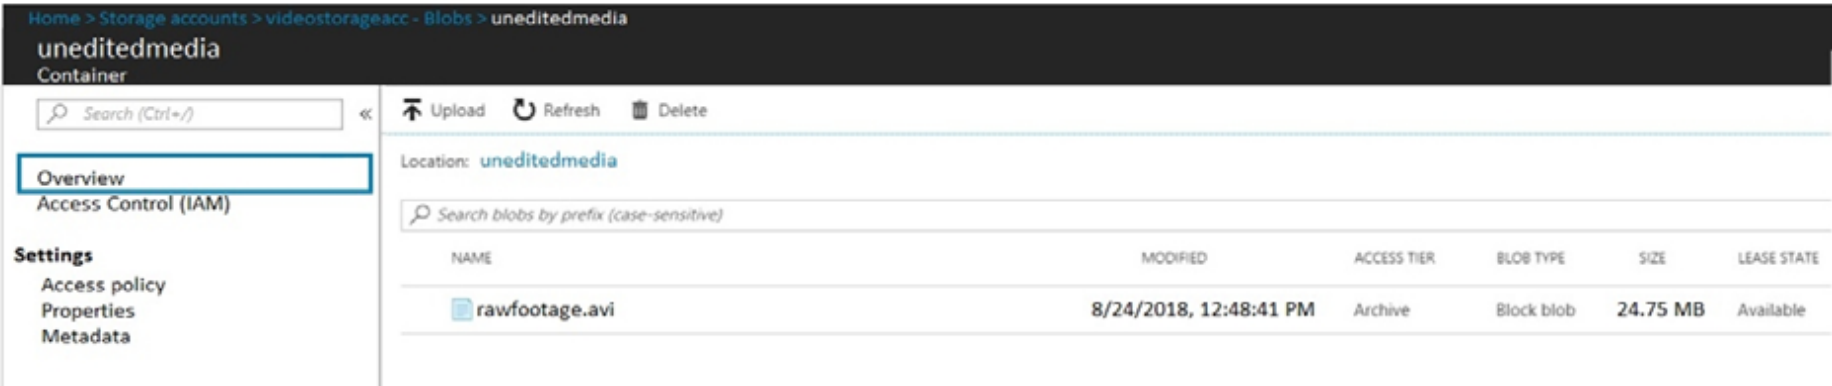 Home > Storage accounts > videostorageacc - Blobs > uneditedmedia
uneditedmedia
Container
Search (Ctrl+/)
«
Overview
Access Control (IAM)
Settings
Access policy
Properties
Metadata
Upload Refresh Delete
Location: uneditedmedia
Search blobs by prefix (case-sensitive)
NAME MODIFIED ACCESS TIER BLOB TYPE SIZE LEASE STATE
rawfootage.avi 8/24/2018, 12:48:41 PM Archive Block blob 24.75 MB Available